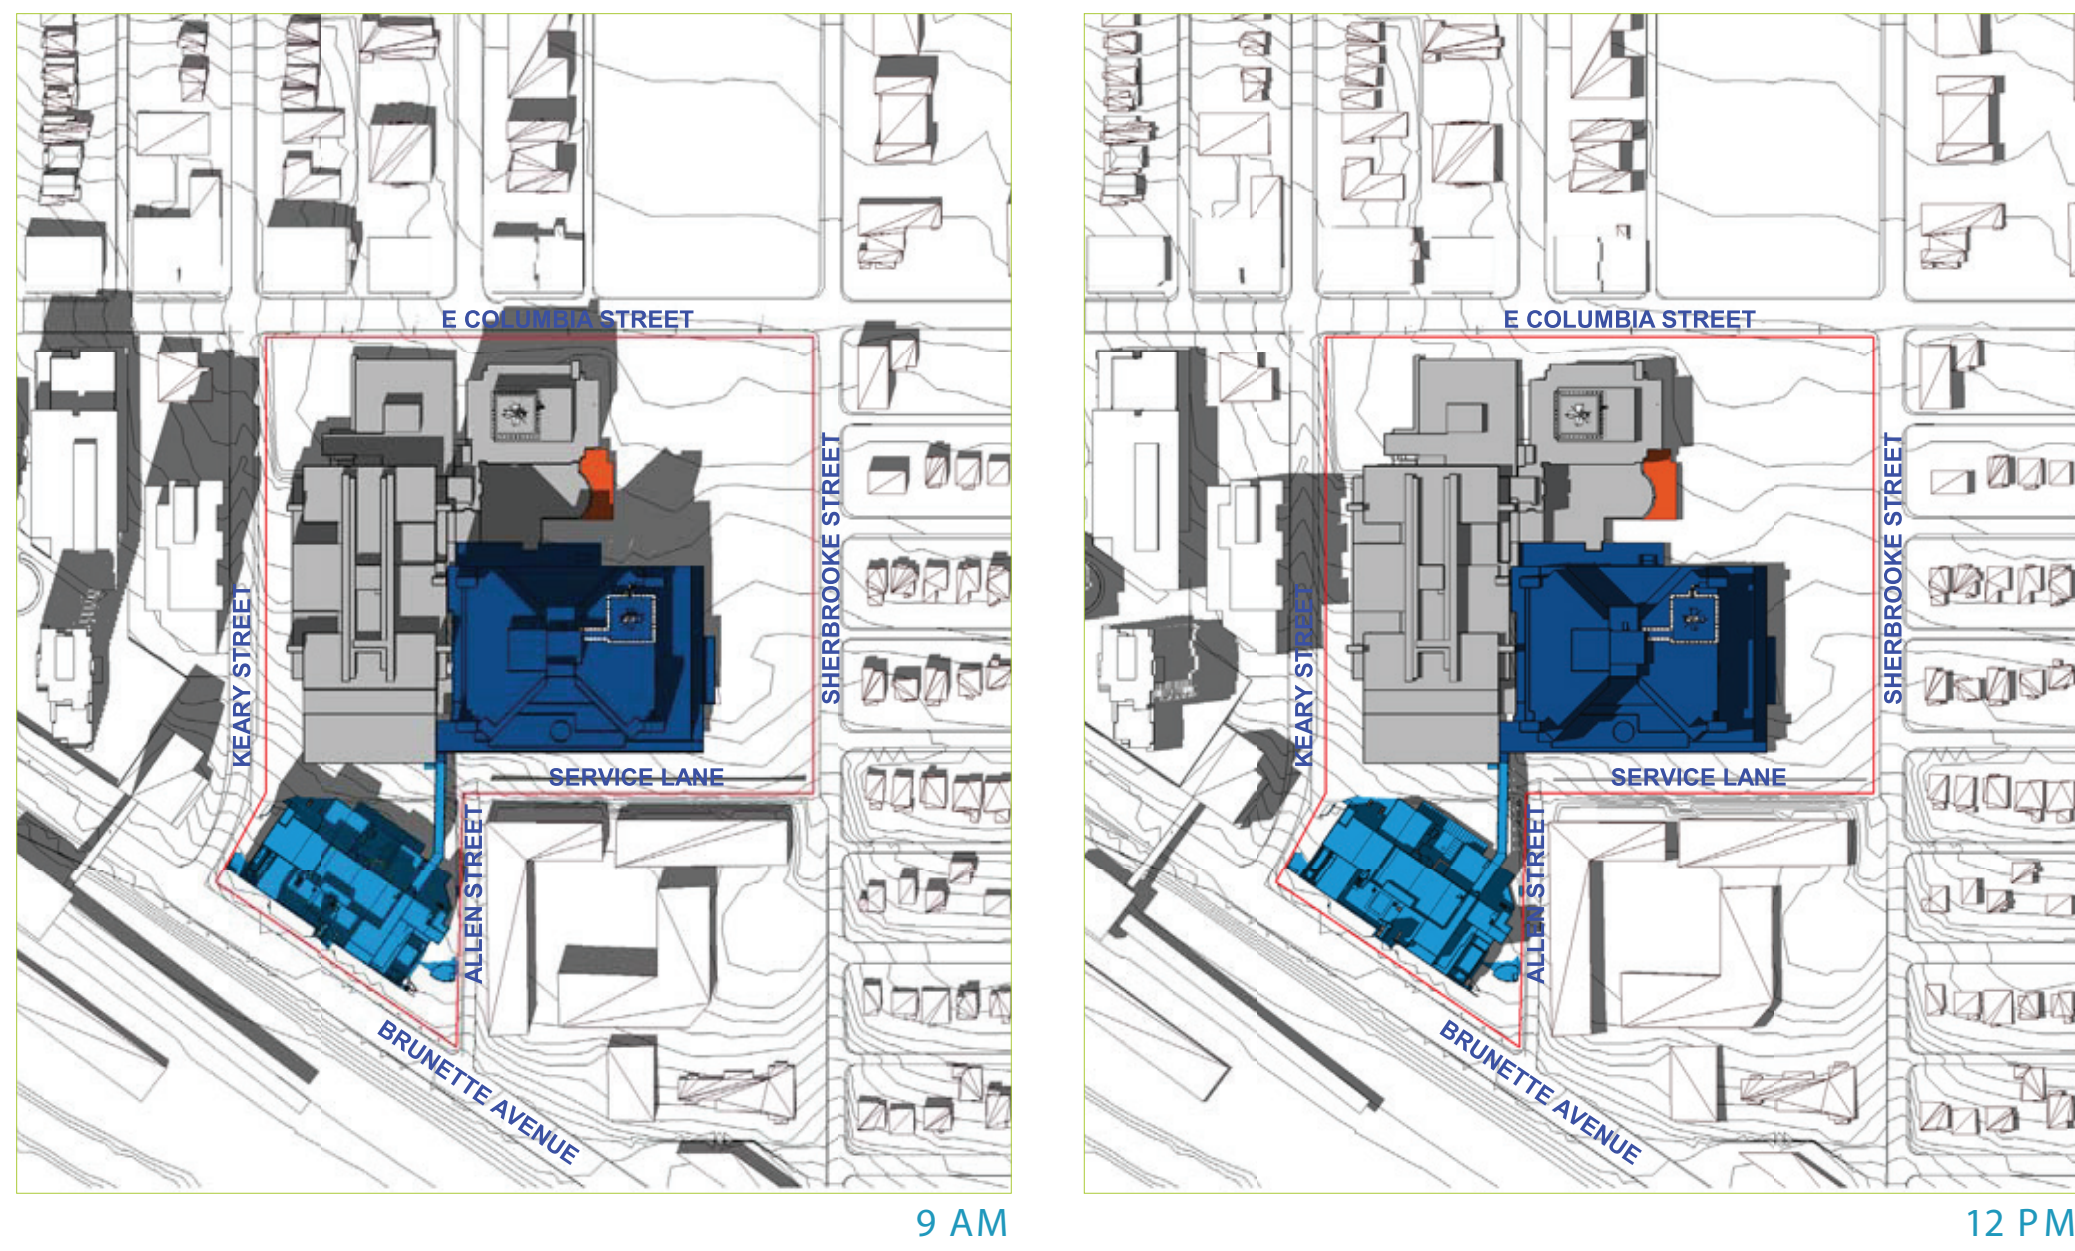 E COLUMBIA STREET
KEARY STREET
SHERBROOKE STREET
SERVICE LANE
ALLEN STREET
BRUNETTE AVENUE
9 AM
E COLUMBIA STREET
KEARY STREET
SHERBROOKE STREET
SERVICE LANE
ALLEN STREET
BRUNETTE AVENUE
12 PM